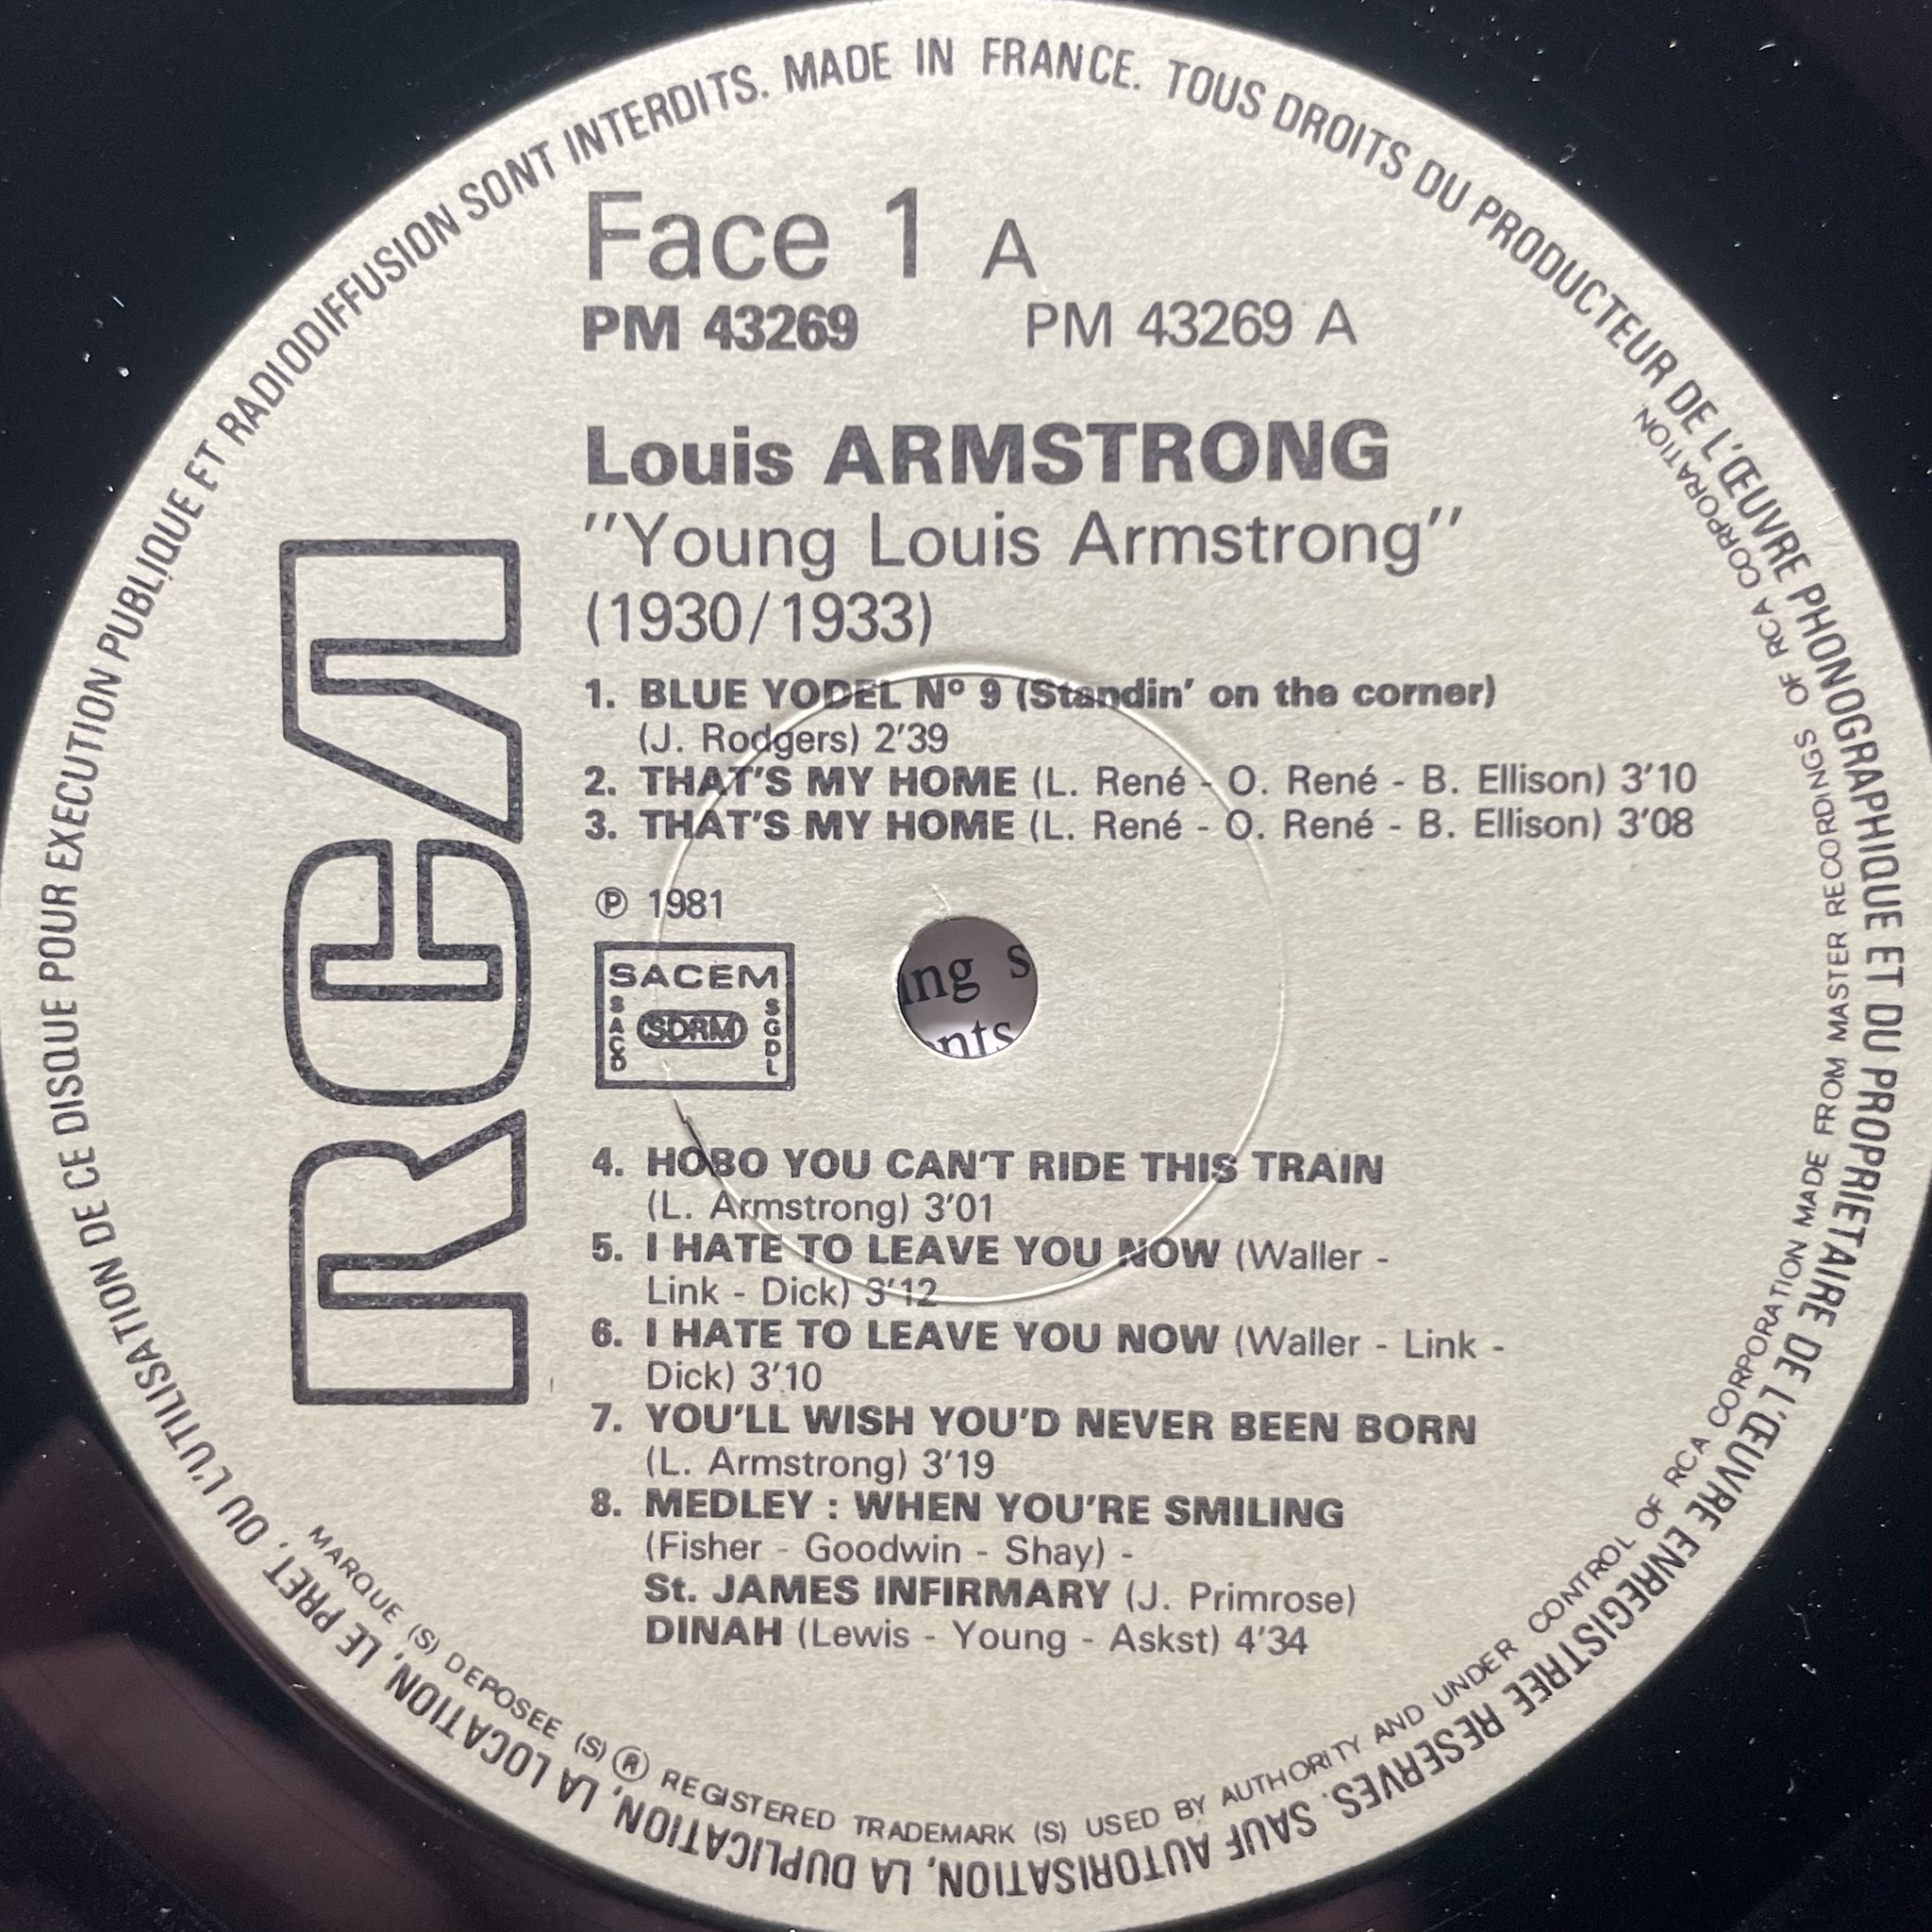 MADE IN FRANCE. TOUS DROITS DU PRODUCTEUR DE L'ŒUVRE PHONOGRAPHIQUE ET DU PROPRIETAIRE DE L'ŒUVRE ENREGISTREE RESERVES. SAUF AUTORISATION, LA DUPLICATION, LA LOCATION, LE PRET, OU L'UTILISATION DE CE DISQUE POUR EXECUTION PUBLIQUE ET RADIODIFFUSION SONT INTERDITS.
Face 1 A
PM 43269 PM 43269 A
Louis ARMSTRONG
"Young Louis Armstrong"
(1930/1933)
RCA
1. BLUE YODEL Nº 9 (Standin' on the corner)
(J. Rodgers) 2'39
2. THAT'S MY HOME (L. René - O. René - B. Ellison) 3'10
3. THAT'S MY HOME (L. René - O. René - B. Ellison) 3'08
℗ 1981
SACEM
SACD
SDRM
SGDL
ing s
nts
4. HOBO YOU CAN'T RIDE THIS TRAIN
(L. Armstrong) 3'01
5. I HATE TO LEAVE YOU NOW (Waller -
Link - Dick) 3'12
6. I HATE TO LEAVE YOU NOW (Waller - Link -
Dick) 3'10
7. YOU'LL WISH YOU'D NEVER BEEN BORN
(L. Armstrong) 3'19
8. MEDLEY : WHEN YOU'RE SMILING
(Fisher - Goodwin - Shay) -
St. JAMES INFIRMARY (J. Primrose)
DINAH (Lewis - Young - Askst) 4'34
MARQUE (S) DEPOSEE (S) ® REGISTERED TRADEMARK (S) USED BY AUTHORITY AND UNDER CONTROL OF RCA CORPORATION MADE FROM MASTER RECORDINGS OF RCA CORPORATION